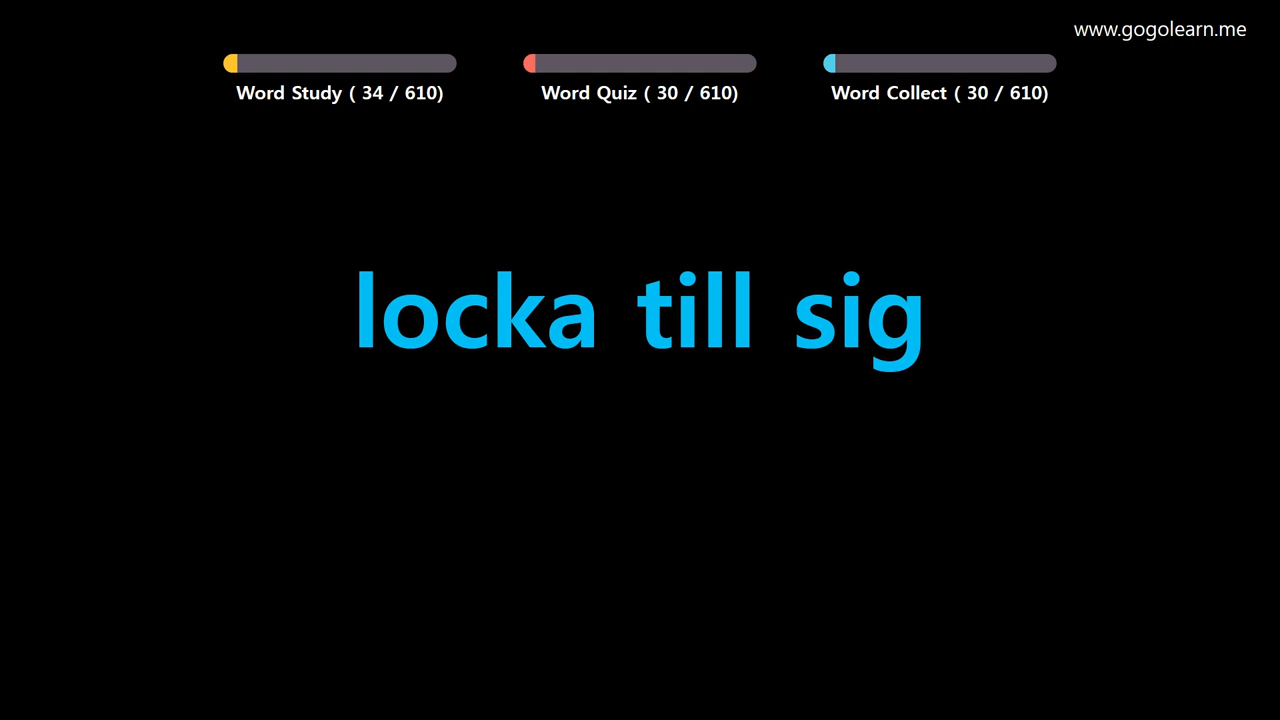 www.gogolearn.me
Word Study ( 34 / 610)
Word Quiz ( 30 / 610)
Word Collect ( 30 / 610)
locka till sig